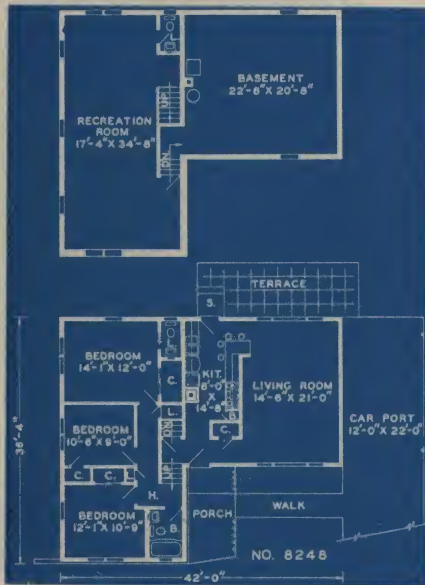 BASEMENT
22'-8" X 20'-8"
UP
RECREATION
ROOM
17'-4" X 34'-8"
DN.
TERRACE
S.
BEDROOM
14'-1" X 12'-0"
L.
C.
KIT.
8'-0"
X
14'-8"
LIVING ROOM
14'-6" X 21'-0"
CAR PORT
12'-0" X 22'-0"
36'-4"
BEDROOM
10'-6" X 9'-0"
L.
DN
B.
C.
UP
C.
C.
L.
H.
BEDROOM
12'-1" X 10'-9"
B.
PORCH
WALK
NO. 8248
42'-0"